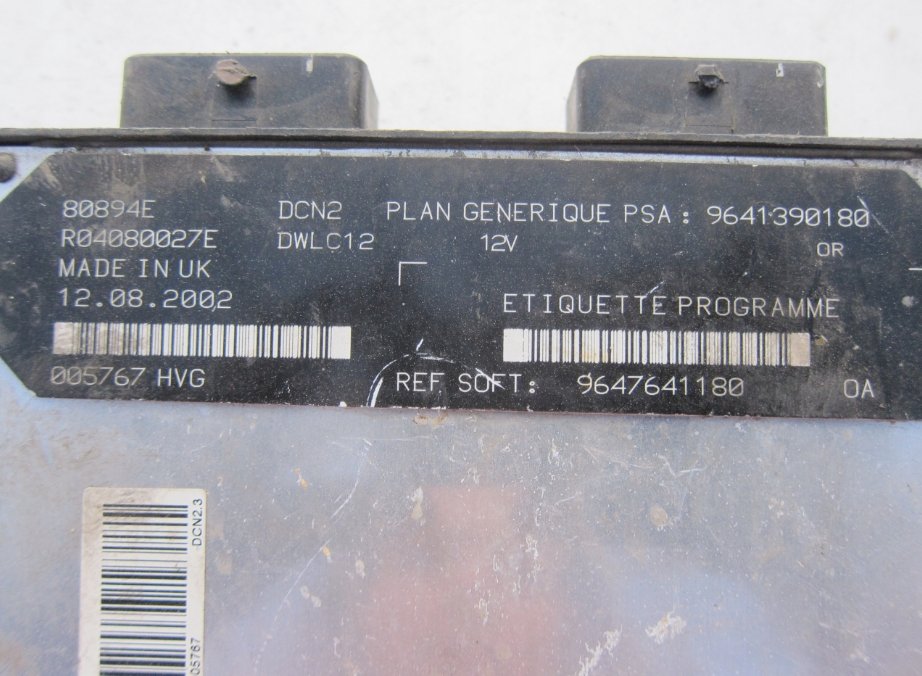 80894E DCN2 PLAN GENERIQUE PSA: 9641390180
R04080027E DWLC12 12V OR
MADE IN UK
12.08.2002 ETIQUETTE PROGRAMME
005767 HVG REF SOFT: 9647641180 0A
DCN2.3
05767